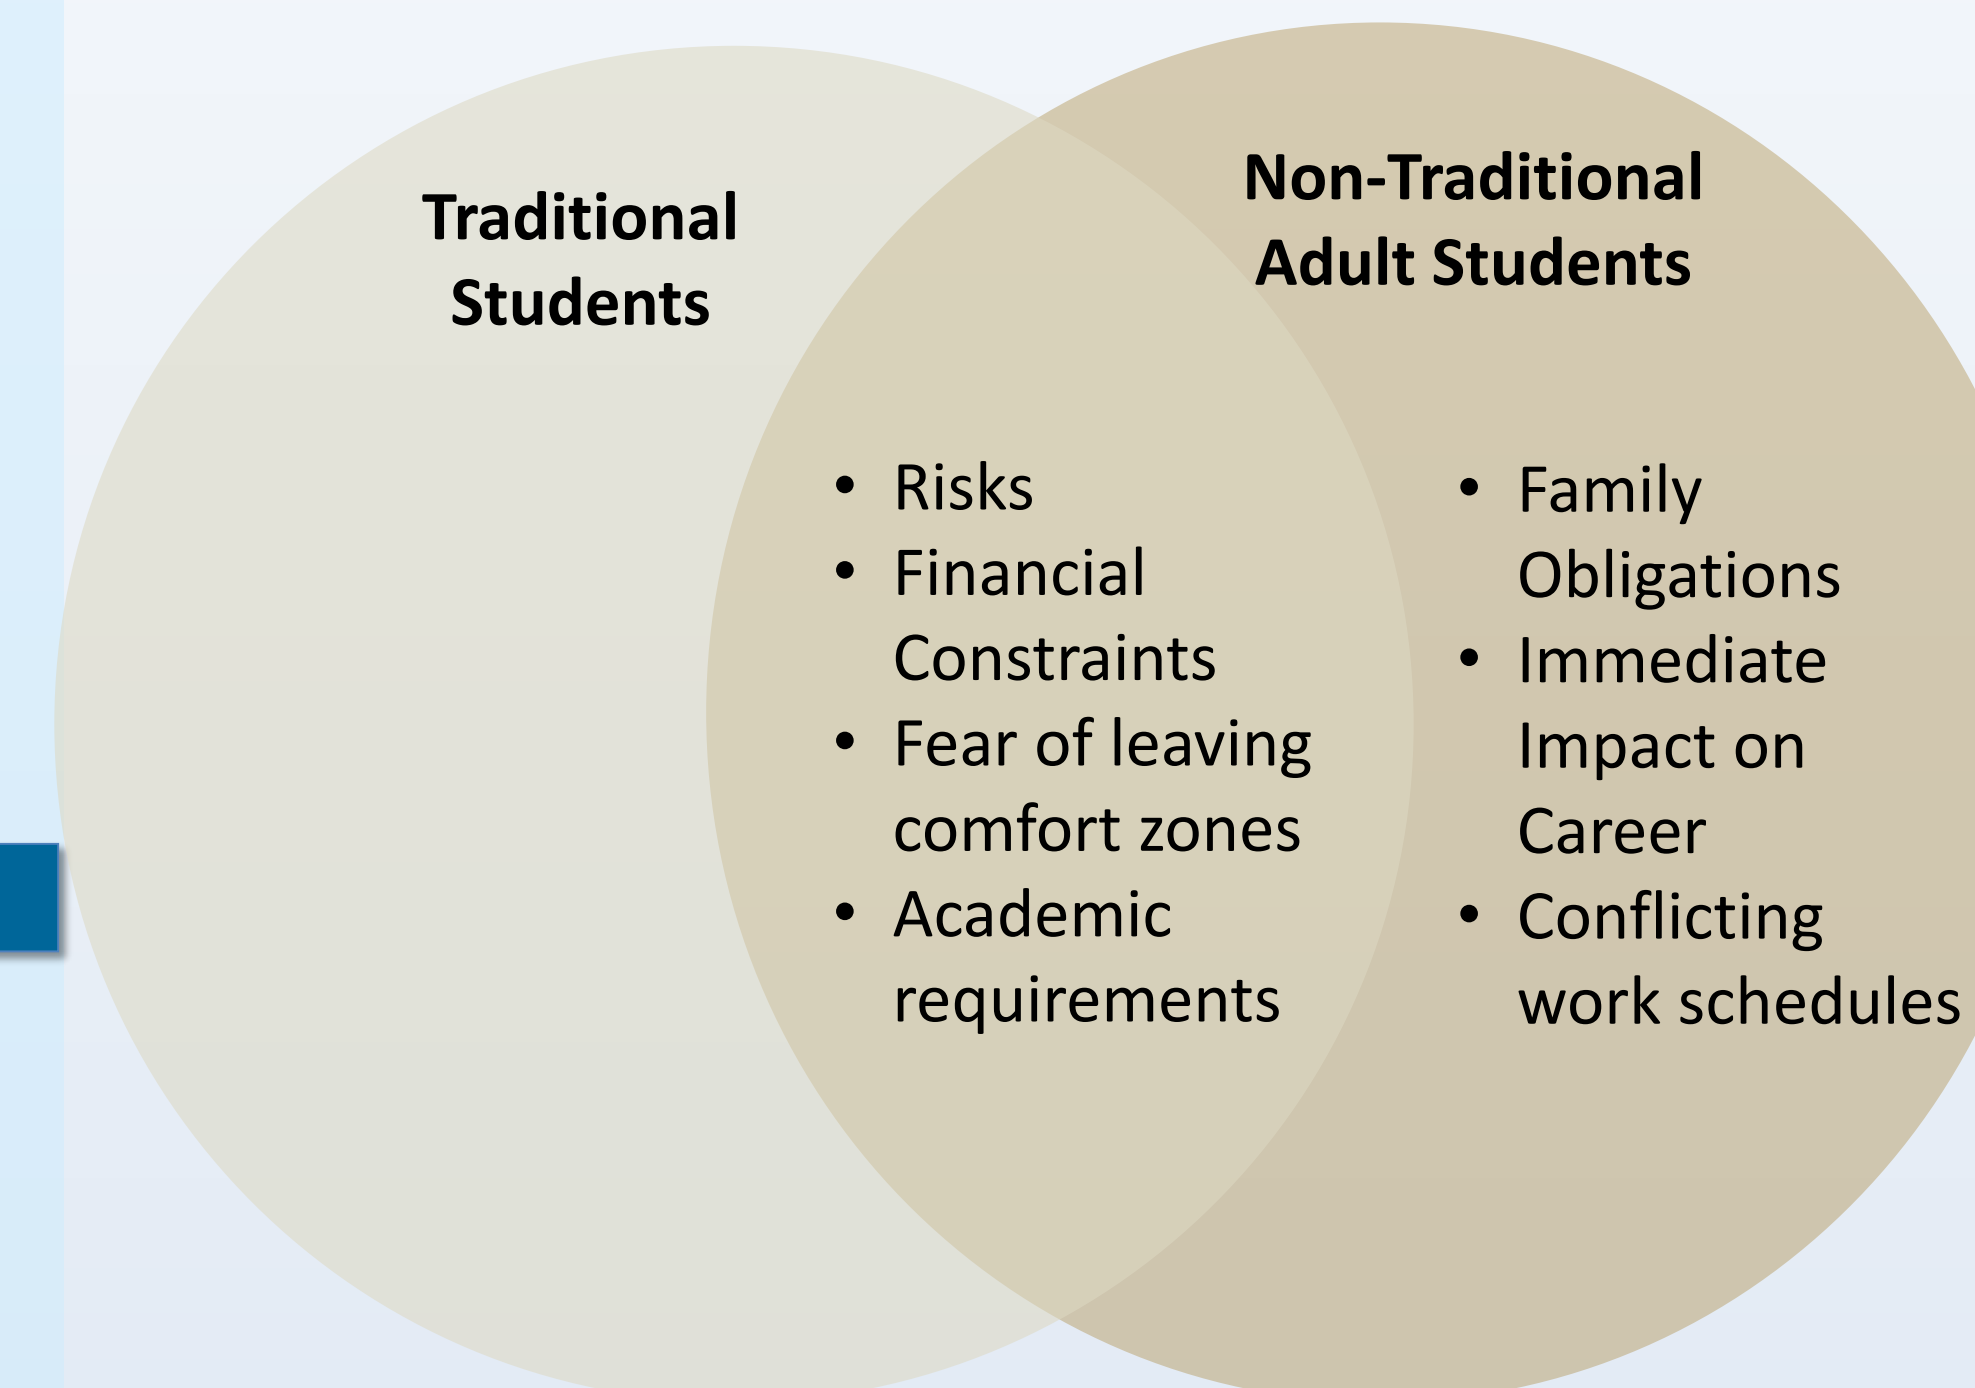 Traditional
Students
Non-Traditional
Adult Students
• Risks
• Financial
Constraints
• Fear of leaving
comfort zones
• Academic
requirements
• Family
Obligations
• Immediate
Impact on
Career
• Conflicting
work schedules